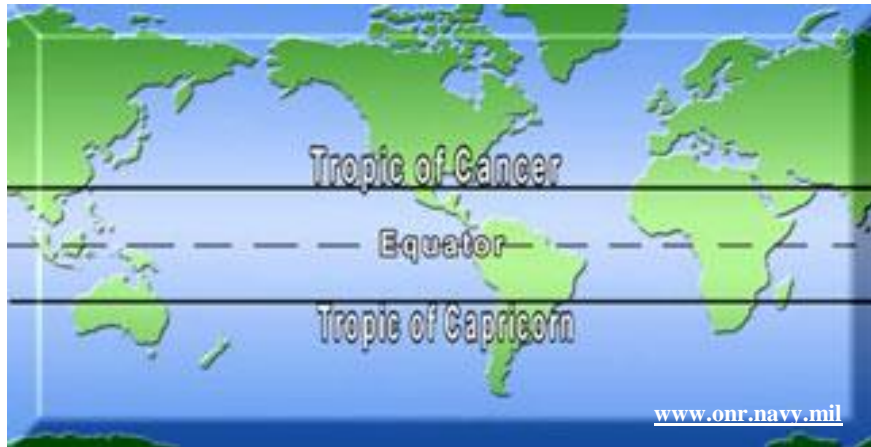 Tropic of Cancer
Equator
Tropic of Capricorn
www.onr.navy.mil